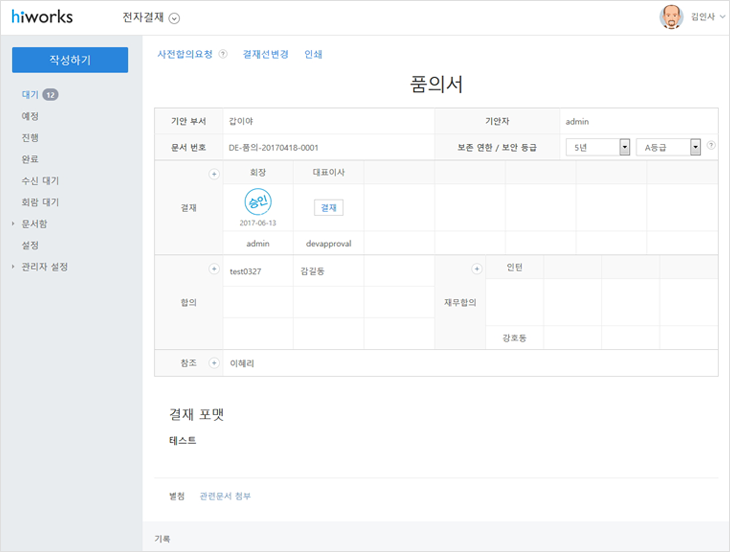 hiworks
전자결재
김인사
작성하기
대기 12
예정
진행
완료
수신 대기
회람 대기
문서함
설정
관리자 설정
사전합의요청 ? 결재선변경 인쇄
품의서
기안 부서 갑이야 기안자 admin
문서 번호 DE-품의-20170418-0001 보존 연한 / 보안 등급 5년 A등급 ?
결재 + 회장 대표이사
승인 결재
2017-06-13
admin devapproval
합의 + test0327 감길동
재무합의 + 인턴
강호동
참조 + 이혜리
결재 포맷
테스트
별첨 관련문서 첨부
기록